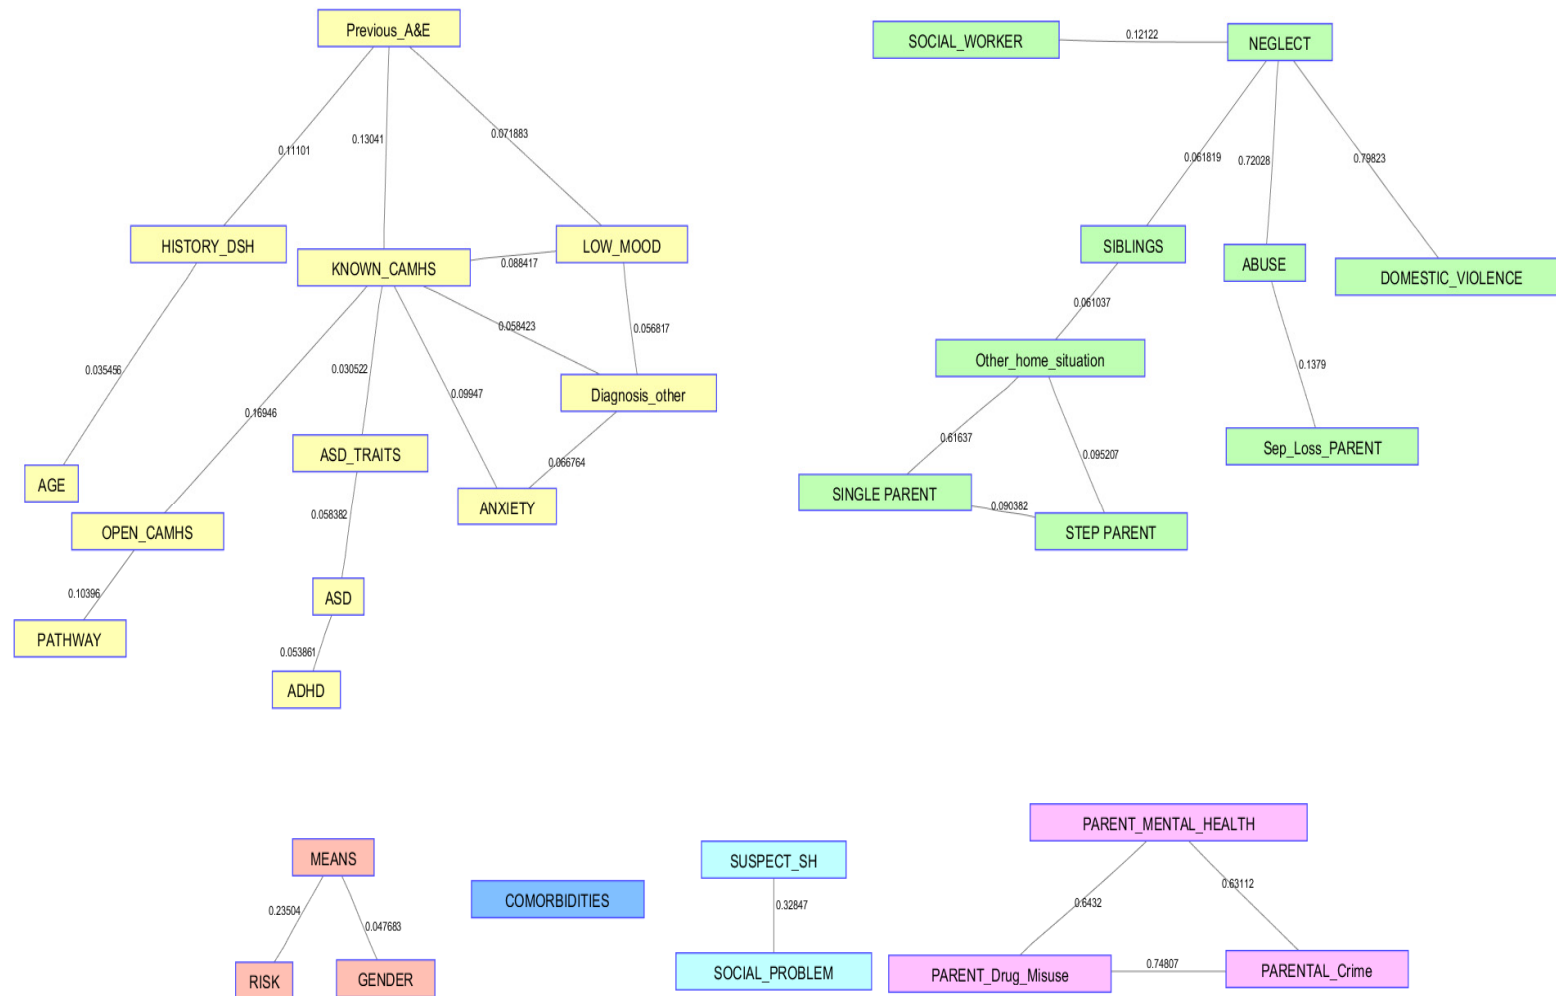 Previous_A&E
SOCIAL_WORKER
0.12122
NEGLECT
0.11101
0.13041
0.071883
0.061819
0.72028
0.79823
HISTORY_DSH
KNOWN_CAMHS
0.088417
LOW_MOOD
SIBLINGS
ABUSE
DOMESTIC_VIOLENCE
0.035456
0.030522
0.058423
0.056817
0.061037
0.16946
0.09947
Diagnosis_other
Other_home_situation
0.1379
ASD_TRAITS
0.066764
0.61637
0.095207
Sep_Loss_PARENT
AGE
ANXIETY
SINGLE PARENT
0.090382
STEP PARENT
OPEN_CAMHS
0.058382
0.10396
ASD
PATHWAY
0.053861
ADHD
MEANS
COMORBIDITIES
SUSPECT_SH
PARENT_MENTAL_HEALTH
0.23504
0.047683
0.32847
0.6432
0.63112
RISK
GENDER
SOCIAL_PROBLEM
PARENT_Drug_Misuse
0.74807
PARENTAL_Crime